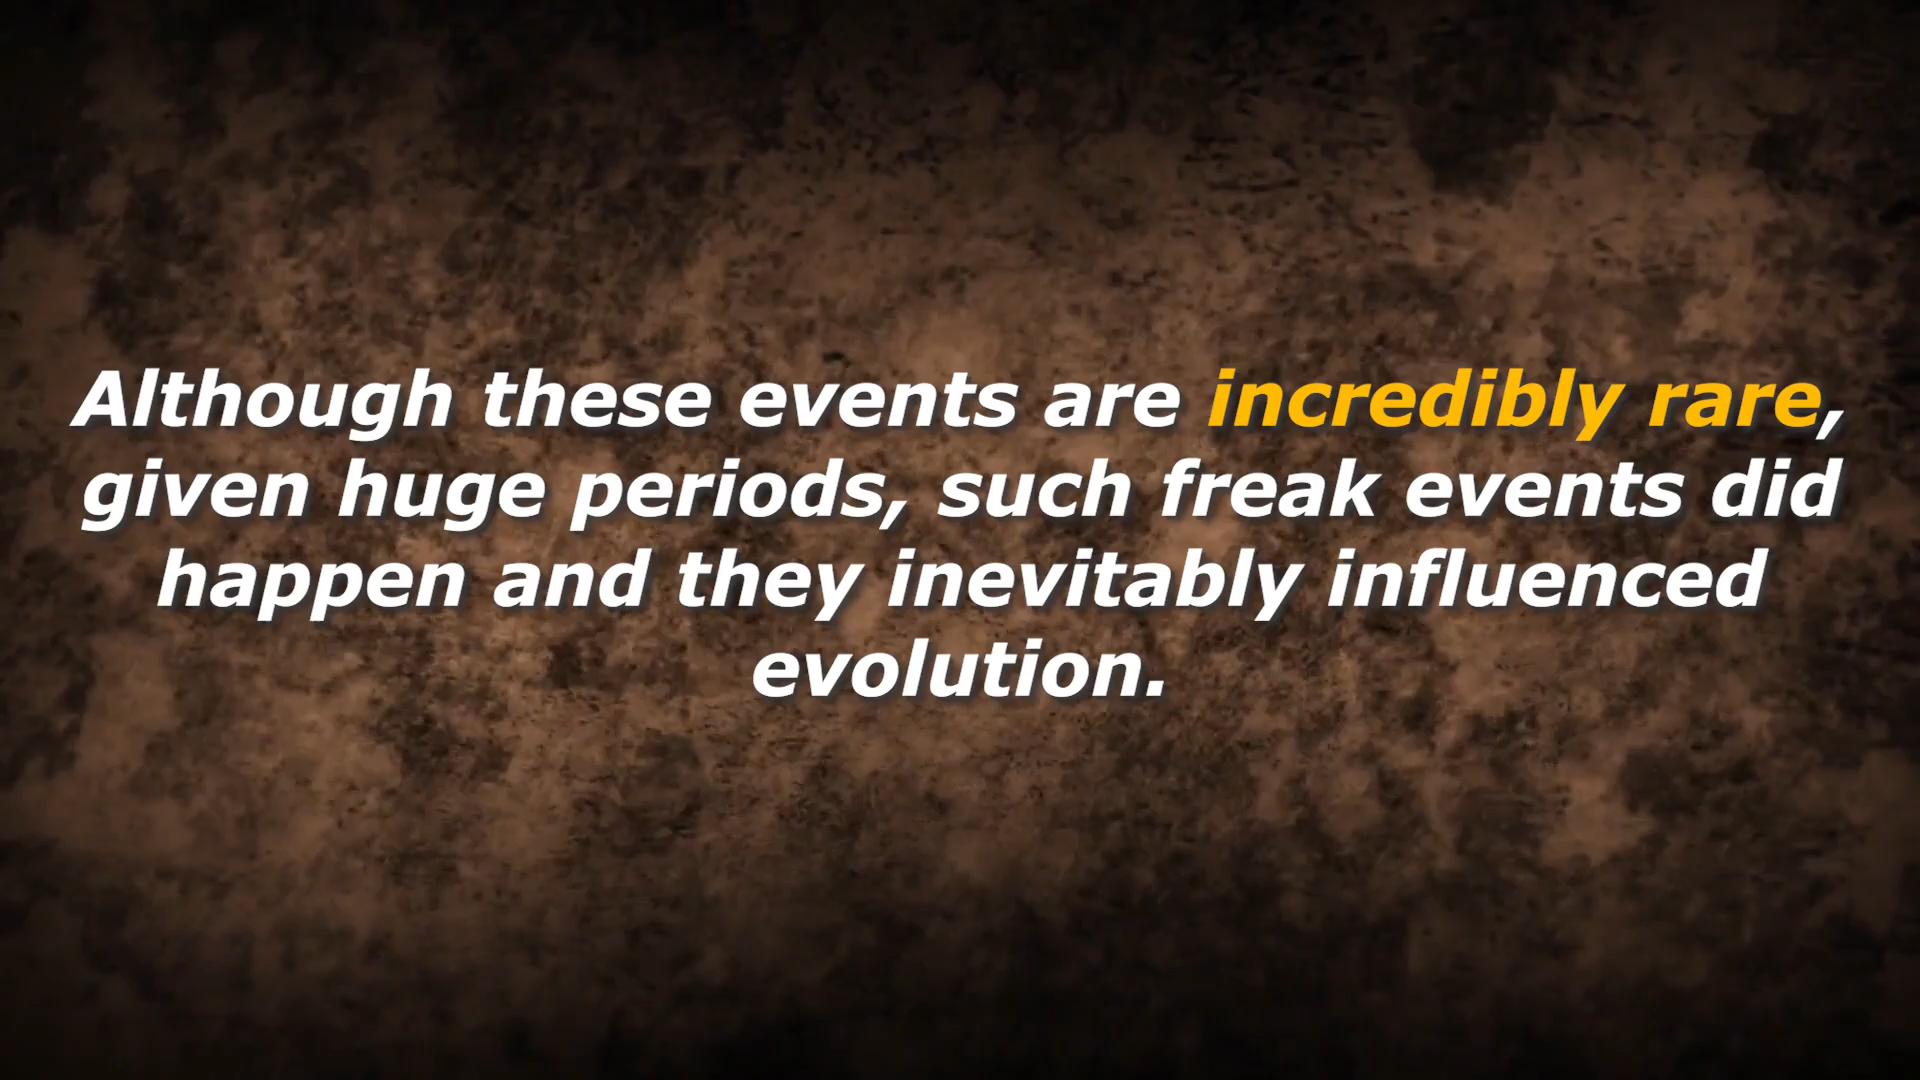 Although these events are incredibly rare,
given huge periods, such freak events did
happen and they inevitably influenced
evolution.